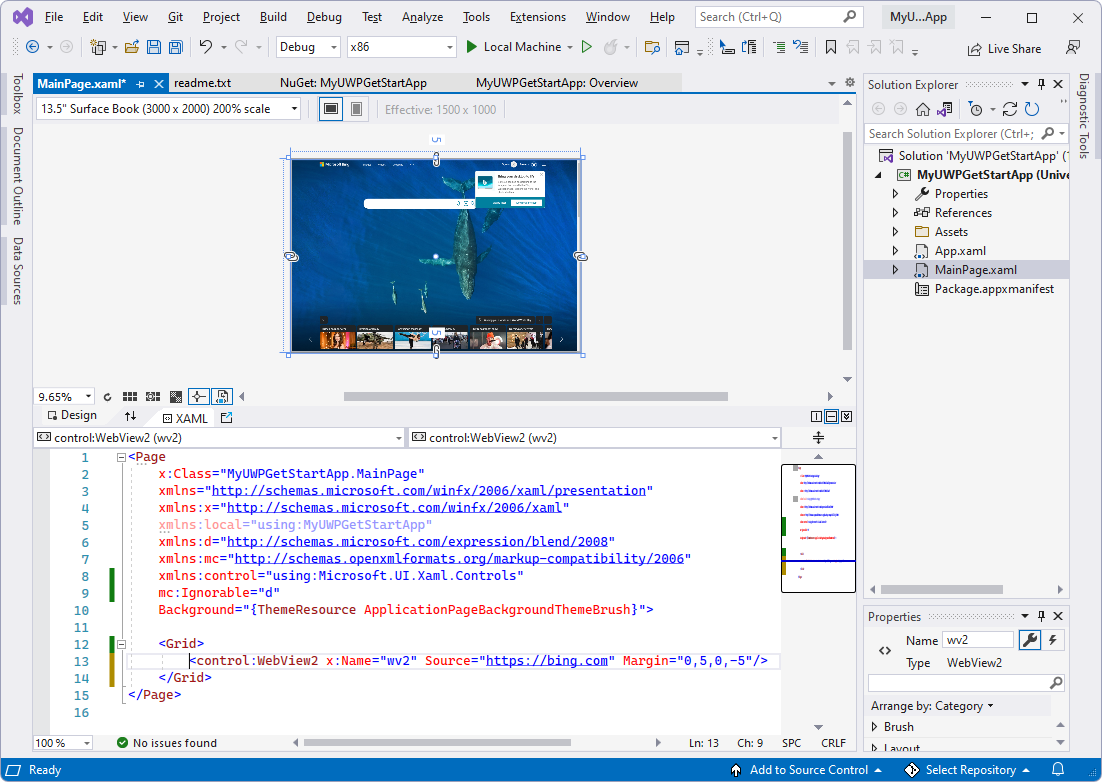 File Edit View Git Project Build Debug Test Analyze Tools Extensions Window Help Search (Ctrl+Q) MyU...App
Debug x86 Local Machine Live Share
Toolbox
Document Outline
Data Sources
MainPage.xaml* readme.txt NuGet: MyUWPGetStartApp MyUWPGetStartApp: Overview
13.5" Surface Book (3000 x 2000) 200% scale Effective: 1500 x 1000
5
Microsoft Bing
5
9.65%
Design XAML
control:WebView2 (wv2) control:WebView2 (wv2)
1 <Page
2 x:Class="MyUWPGetStartApp.MainPage"
3 xmlns="http://schemas.microsoft.com/winfx/2006/xaml/presentation"
4 xmlns:x="http://schemas.microsoft.com/winfx/2006/xaml"
5 xmlns:local="using:MyUWPGetStartApp"
6 xmlns:d="http://schemas.microsoft.com/expression/blend/2008"
7 xmlns:mc="http://schemas.openxmlformats.org/markup-compatibility/2006"
8 xmlns:control="using:Microsoft.UI.Xaml.Controls"
9 mc:Ignorable="d"
10 Background="{ThemeResource ApplicationPageBackgroundThemeBrush}">
11
12 <Grid>
13 <control:WebView2 x:Name="wv2" Source="https://bing.com" Margin="0,5,0,-5"/>
14 </Grid>
15 </Page>
16
100 % No issues found Ln: 13 Ch: 9 SPC CRLF
Solution Explorer
Search Solution Explorer (Ctrl+;
Solution 'MyUWPGetStartApp' (
MyUWPGetStartApp (Unive
Properties
References
Assets
App.xaml
MainPage.xaml
Package.appxmanifest
Diagnostic Tools
Properties
Name wv2
Type WebView2
Arrange by: Category
Brush
Layout
Ready Add to Source Control Select Repository